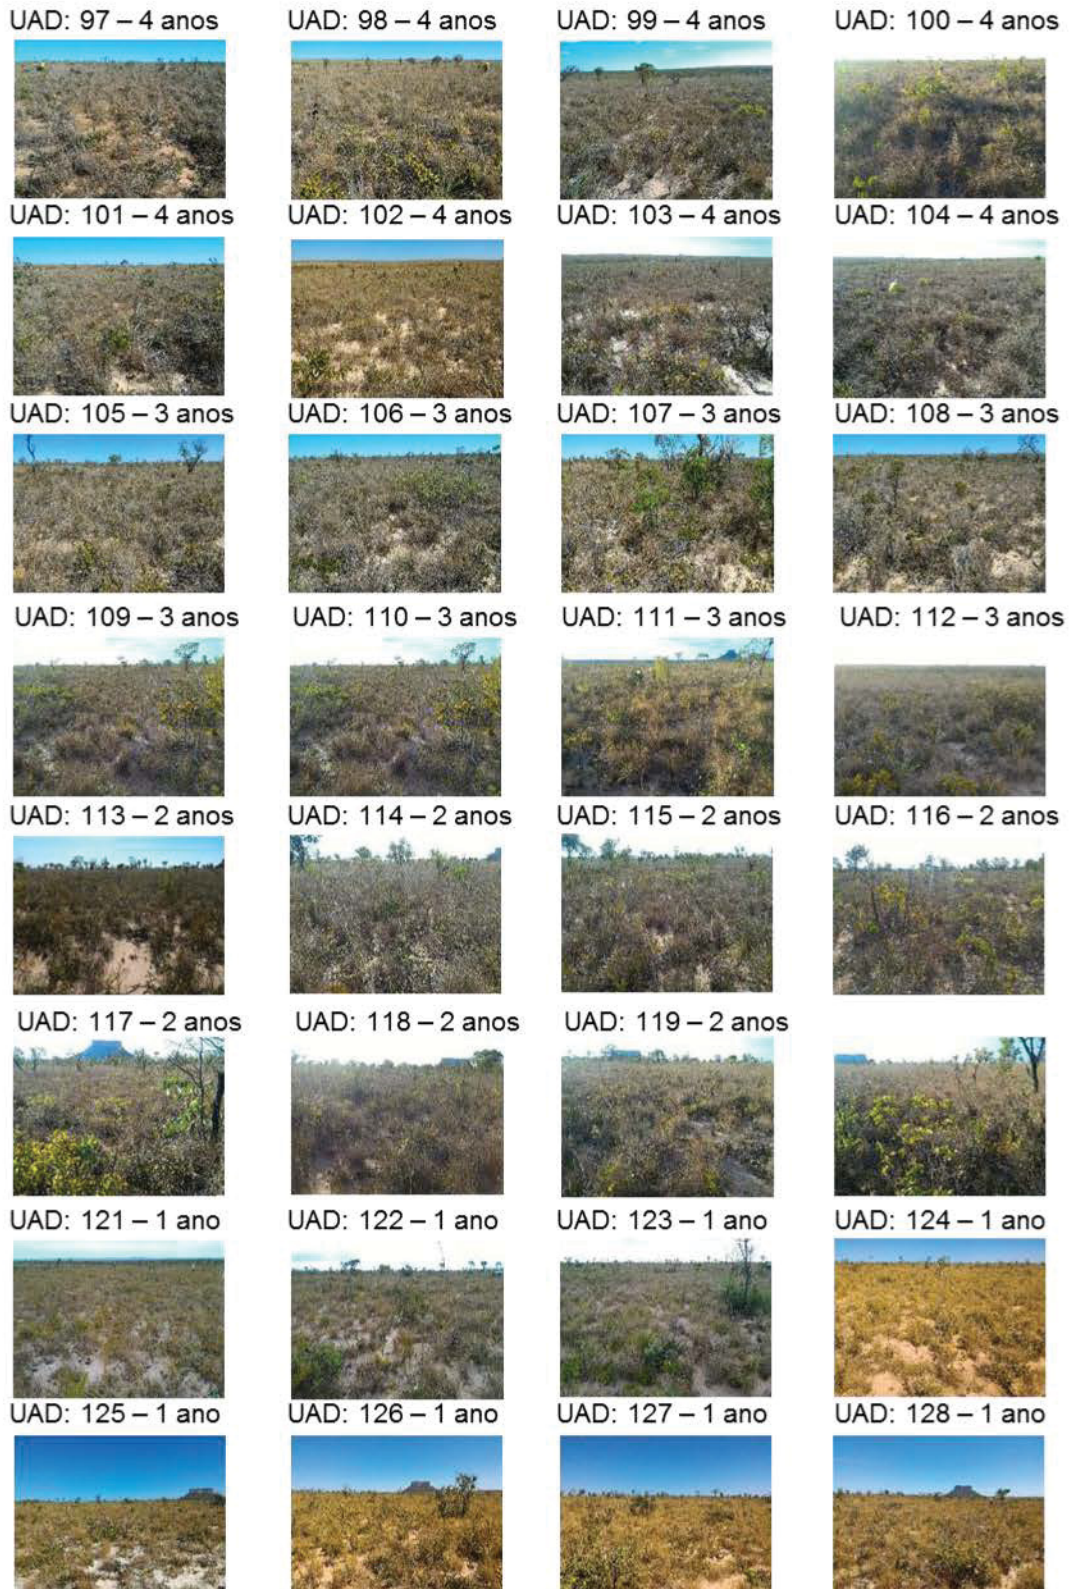 UAD: 97 – 4 anos
UAD: 98 – 4 anos
UAD: 99 – 4 anos
UAD: 100 – 4 anos
UAD: 101 – 4 anos
UAD: 102 – 4 anos
UAD: 103 – 4 anos
UAD: 104 – 4 anos
UAD: 105 – 3 anos
UAD: 106 – 3 anos
UAD: 107 – 3 anos
UAD: 108 – 3 anos
UAD: 109 – 3 anos
UAD: 110 – 3 anos
UAD: 111 – 3 anos
UAD: 112 – 3 anos
UAD: 113 – 2 anos
UAD: 114 – 2 anos
UAD: 115 – 2 anos
UAD: 116 – 2 anos
UAD: 117 – 2 anos
UAD: 118 – 2 anos
UAD: 119 – 2 anos
UAD: 121 – 1 ano
UAD: 122 – 1 ano
UAD: 123 – 1 ano
UAD: 124 – 1 ano
UAD: 125 – 1 ano
UAD: 126 – 1 ano
UAD: 127 – 1 ano
UAD: 128 – 1 ano